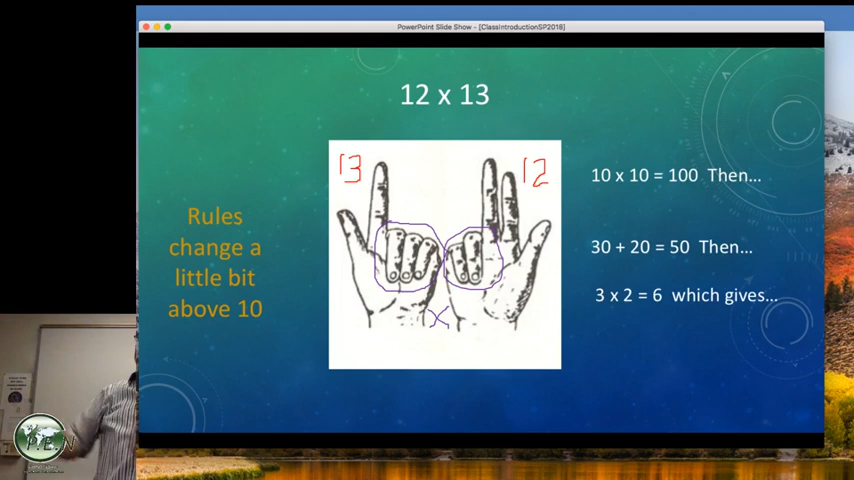 PowerPoint Slide Show - [ClassIntroductionSP2018]
12 x 13
13
12
Rules
change a
little bit
above 10
10 x 10 = 100 Then...
30 + 20 = 50 Then...
3 x 2 = 6 which gives...
x
P.E.N